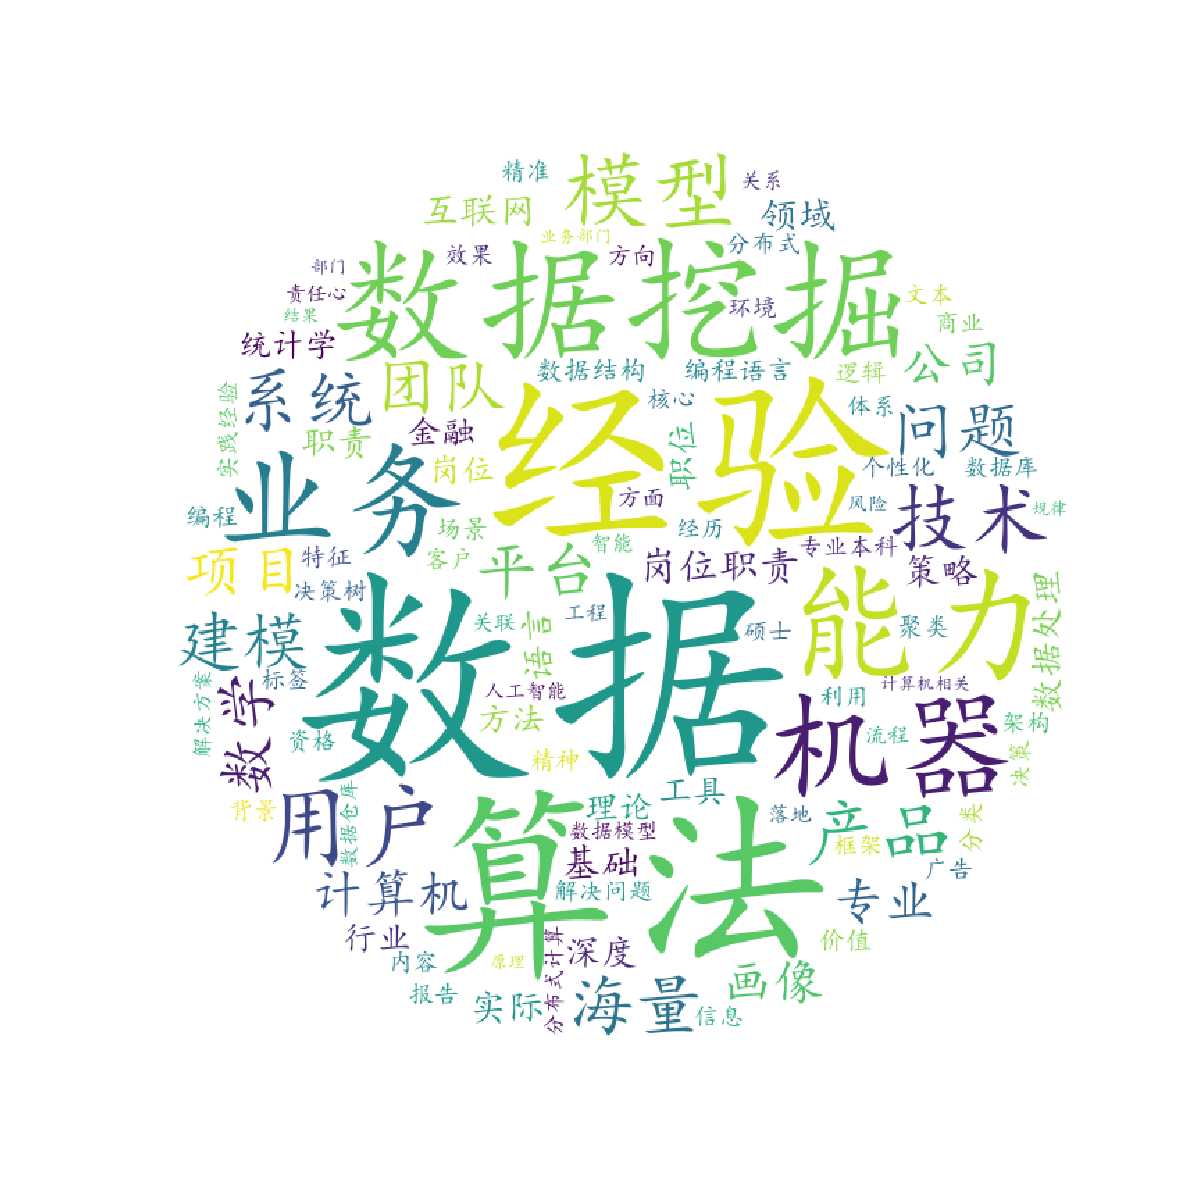 精准
模型
关系
互联网
领域
业务部门
分布式
效果
方向
数据挖掘
部门
责任心
结果
环境
文本
商业
统计学
数据结构
编程语言
逻辑
公司
系统
团队
实践经验
核心
体系
职责
金融
经验
问题
业务
岗位
职位
个性化
数据库
方面
编程
场景
经历
技术
风险
规律
项目
特征
客户
平台
智能
岗位职责
专业本科
策略
决策树
数据
能力
数据处理
关联
工程
硕士
聚类
建模
语言
标签
人工智能
计算机相关
解决方案
数学
方法
利用
架构
资格
机器
流程
决策
精神
背景
用户
数据仓库
理论
工具
落地
产品
分类
算法
数据模型
框架
基础
广告
计算机
解决问题
专业
行业
分布式计算
深度
价值
内容
原理
画像
报告
实际
海量
信息